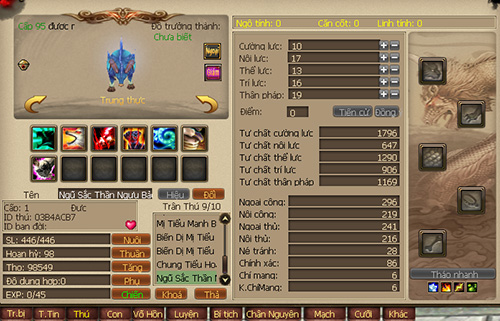 Cấp 95 được r
Độ trưởng thành:
Chưa biết
Ngoại
Giám
Trung thực
Tên
Ngũ Sắc Thần Ngưu Bả
Hiệu
Đổi
Cấp: 1
Đực
ID thú: 03B4ACB7
ID bạn đời:
SL: 446/446
Nuôi
Hoan hỷ: 98
Thuần
Thọ: 98549
Tăng
Độ dung hợp:0
Phụ
EXP: 0/45
Chiến
Trân Thú 9/10
Mị Tiểu Manh B
Biến Dị Mị Tiểu
Biến Dị Mị Tiểu
Chung Tiểu Ho
Ngũ Sắc Thần N
Khoá
Thả
Ngộ tính: 0
Căn cốt: 0
Linh tính: 0
Cường lực: 10
Nội lực: 17
Thể lực: 13
Trí lực: 16
Thân pháp: 19
Điểm: 0
Tiến cử
Đồng
Tư chất cường lực 1796
Tư chất nội lực 647
Tư chất thể lực 1290
Tư chất trí lực 906
Tư chất thân pháp 1169
Ngoại công: 296
Nội công: 219
Ngoại thủ: 241
Nội thủ: 216
Né tránh: 28
Chính xác: 86
Chí mạng: 6
K.ChíMạng: 6
Tháo nhanh
Tr.bị
T.Tin
Thú
Con
Võ Hồn
Luyện
Bí tịch
Chân Nguyên
Mạch
Cưỡi
Khác